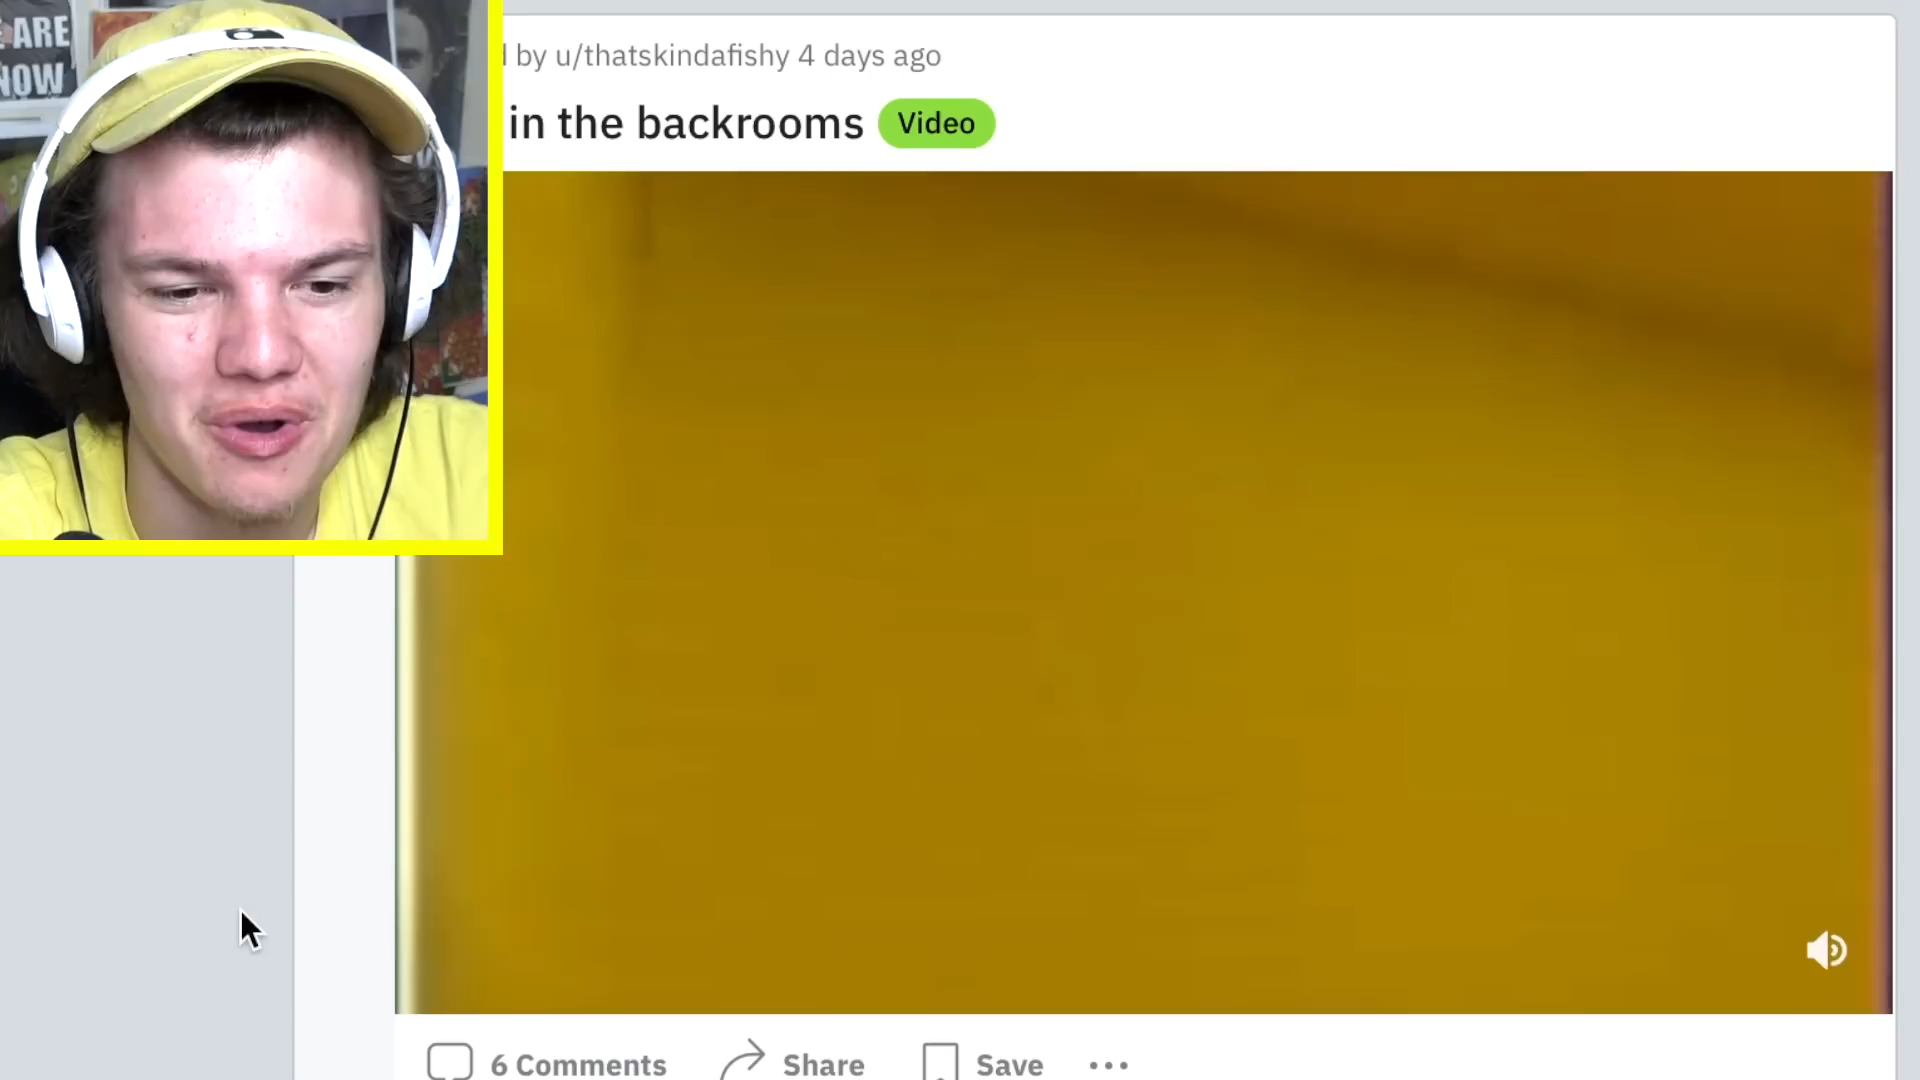 E ARE
NOW
by u/thatskindafishy 4 days ago
in the backrooms
Video
6 Comments
Share
Save